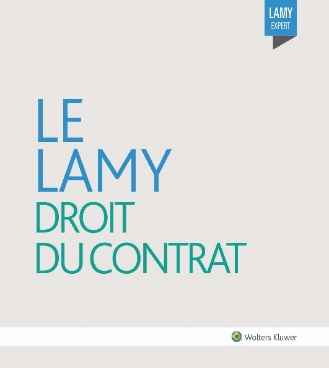 LAMY
EXPERT
LE
LAMY
DROIT
DU CONTRAT
Wolters Kluwer